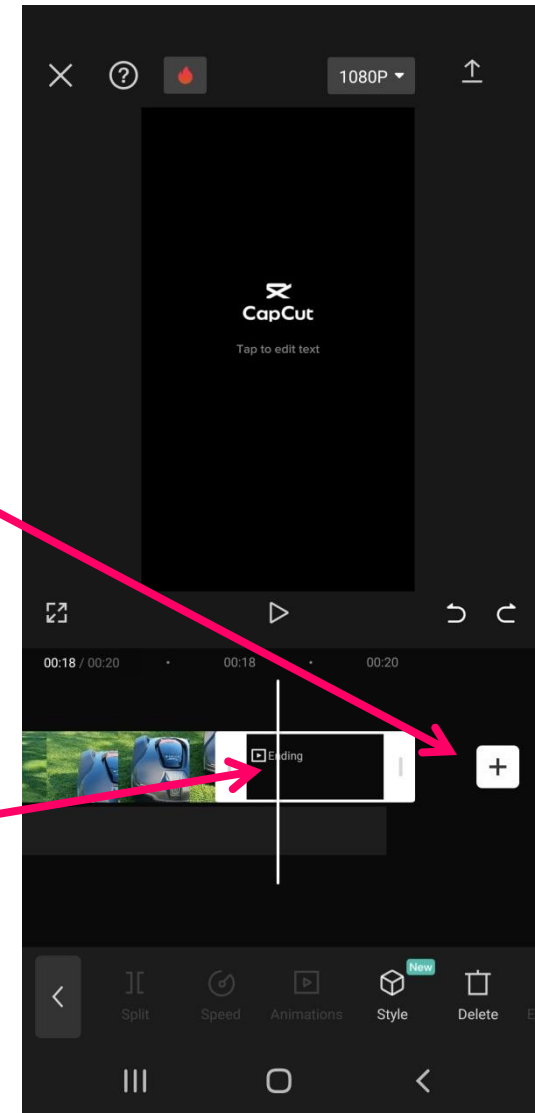 1080P
CapCut
Tap to edit text
00:18 / 00:20
00:18
00:20
Ending
New
Split
Speed
Animations
Style
Delete
E